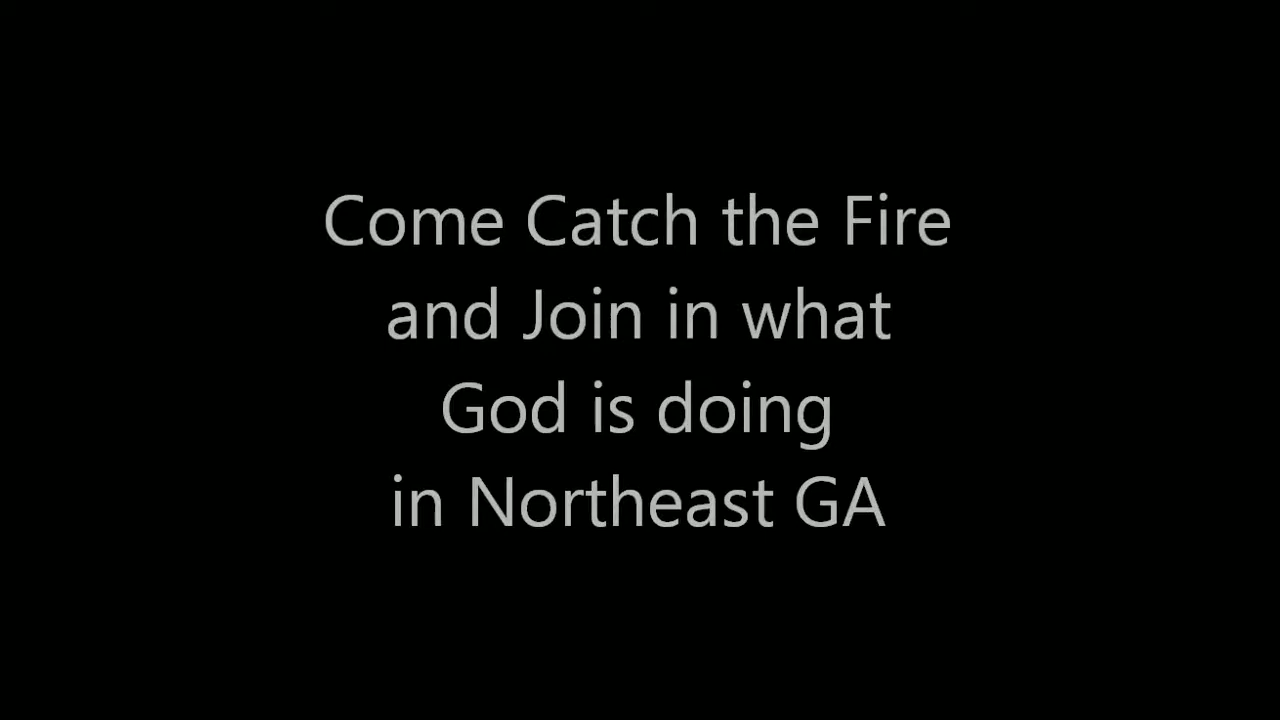 Come Catch the Fire
and Join in what
God is doing
in Northeast GA